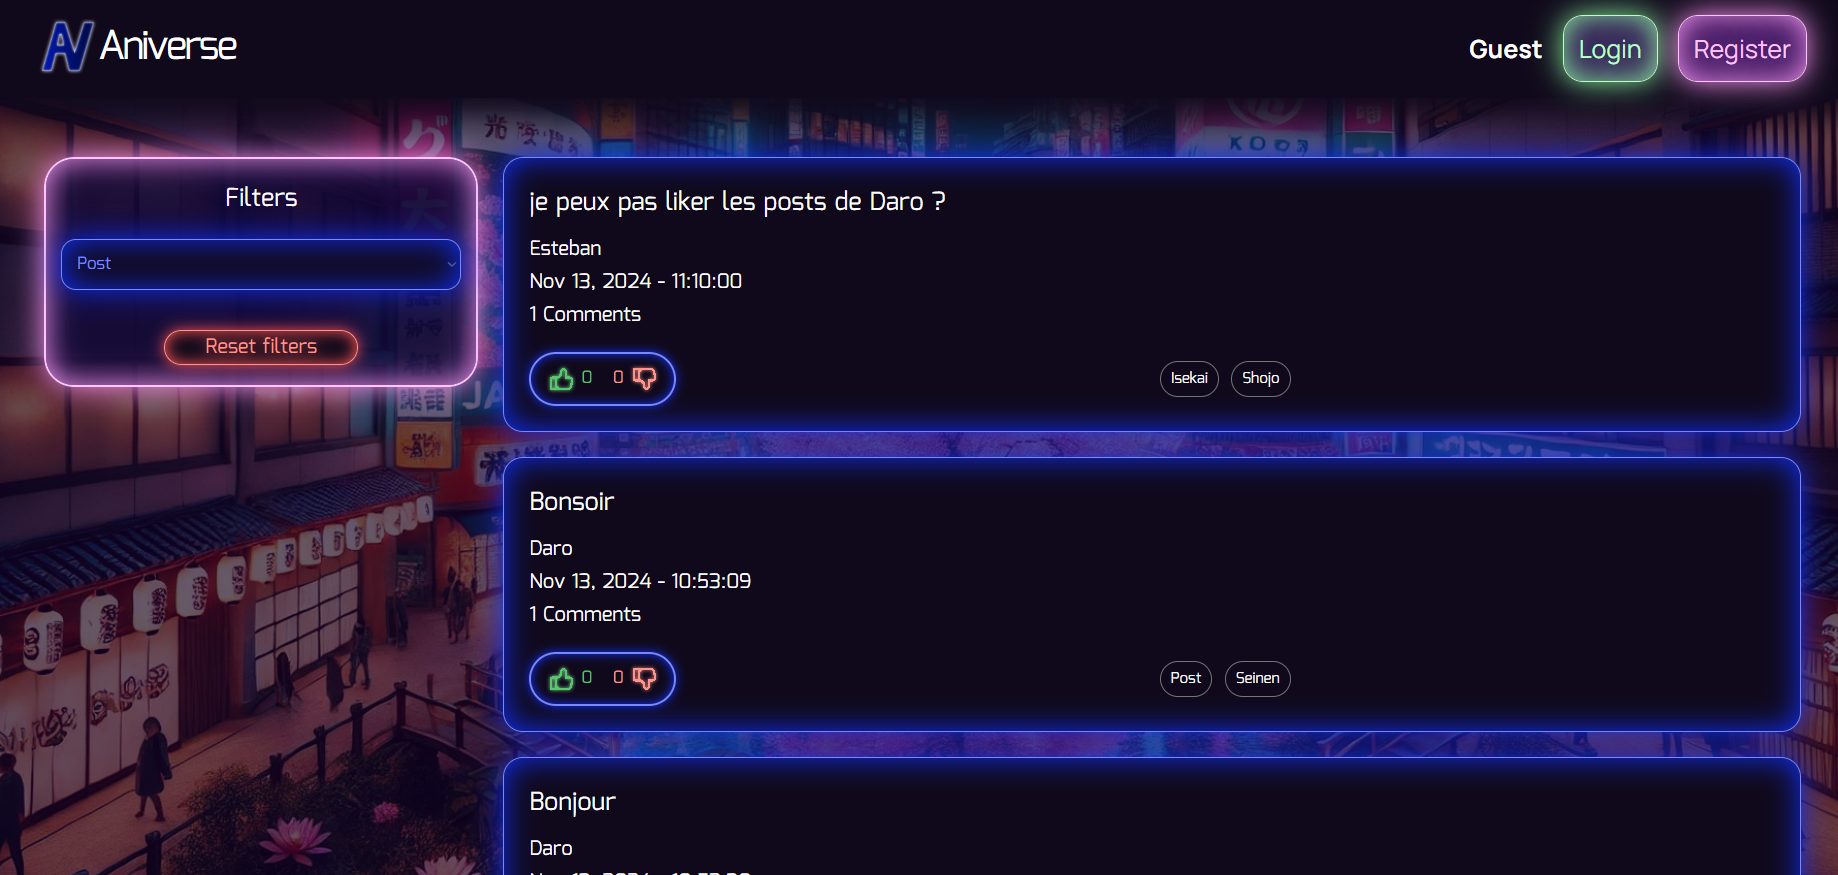 AV Aniverse
Guest Login Register
Filters
Post
Reset filters
je peux pas liker les posts de Daro ?
Esteban
Nov 13, 2024 - 11:10:00
1 Comments
0 0
Isekai Shojo
Bonsoir
Daro
Nov 13, 2024 - 10:53:09
1 Comments
0 0
Post Seinen
Bonjour
Daro
JA
大